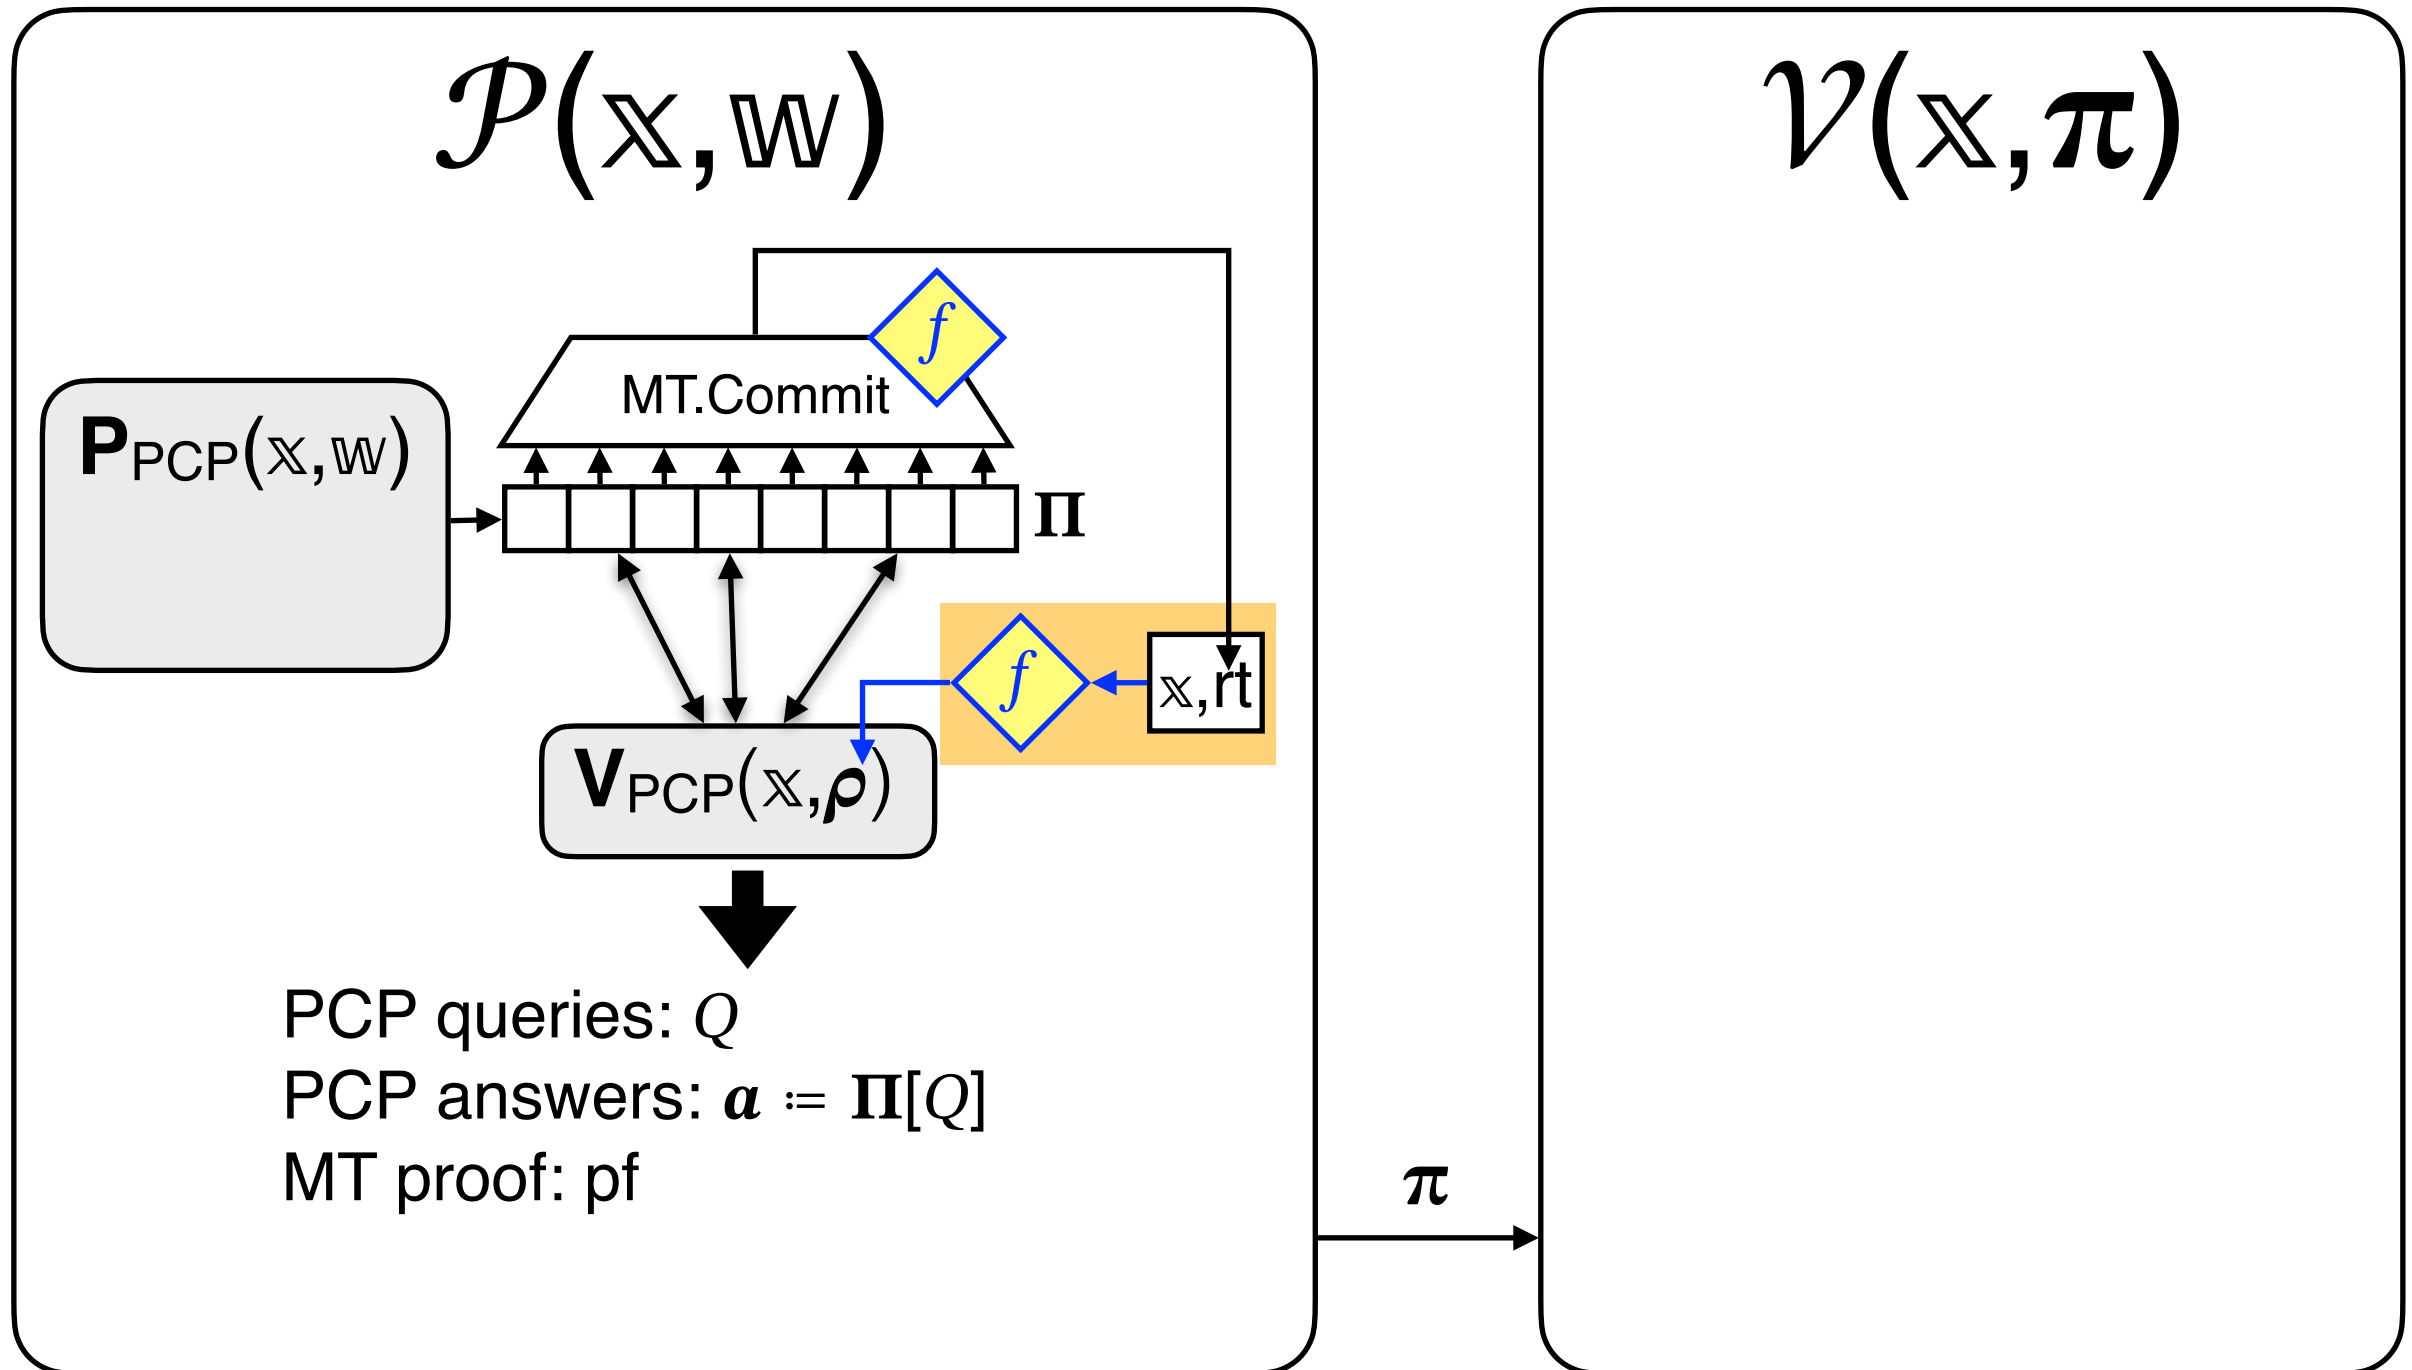 𝒫(𝕩,𝕨)
𝒱(𝕩,𝝅)
f
MT.Commit
P_PCP(𝕩,𝕨)
𝚷
f
𝕩,rt
V_PCP(𝕩,𝝆)
PCP queries: Q
PCP answers: 𝒂 := 𝚷[Q]
MT proof: pf
𝝅